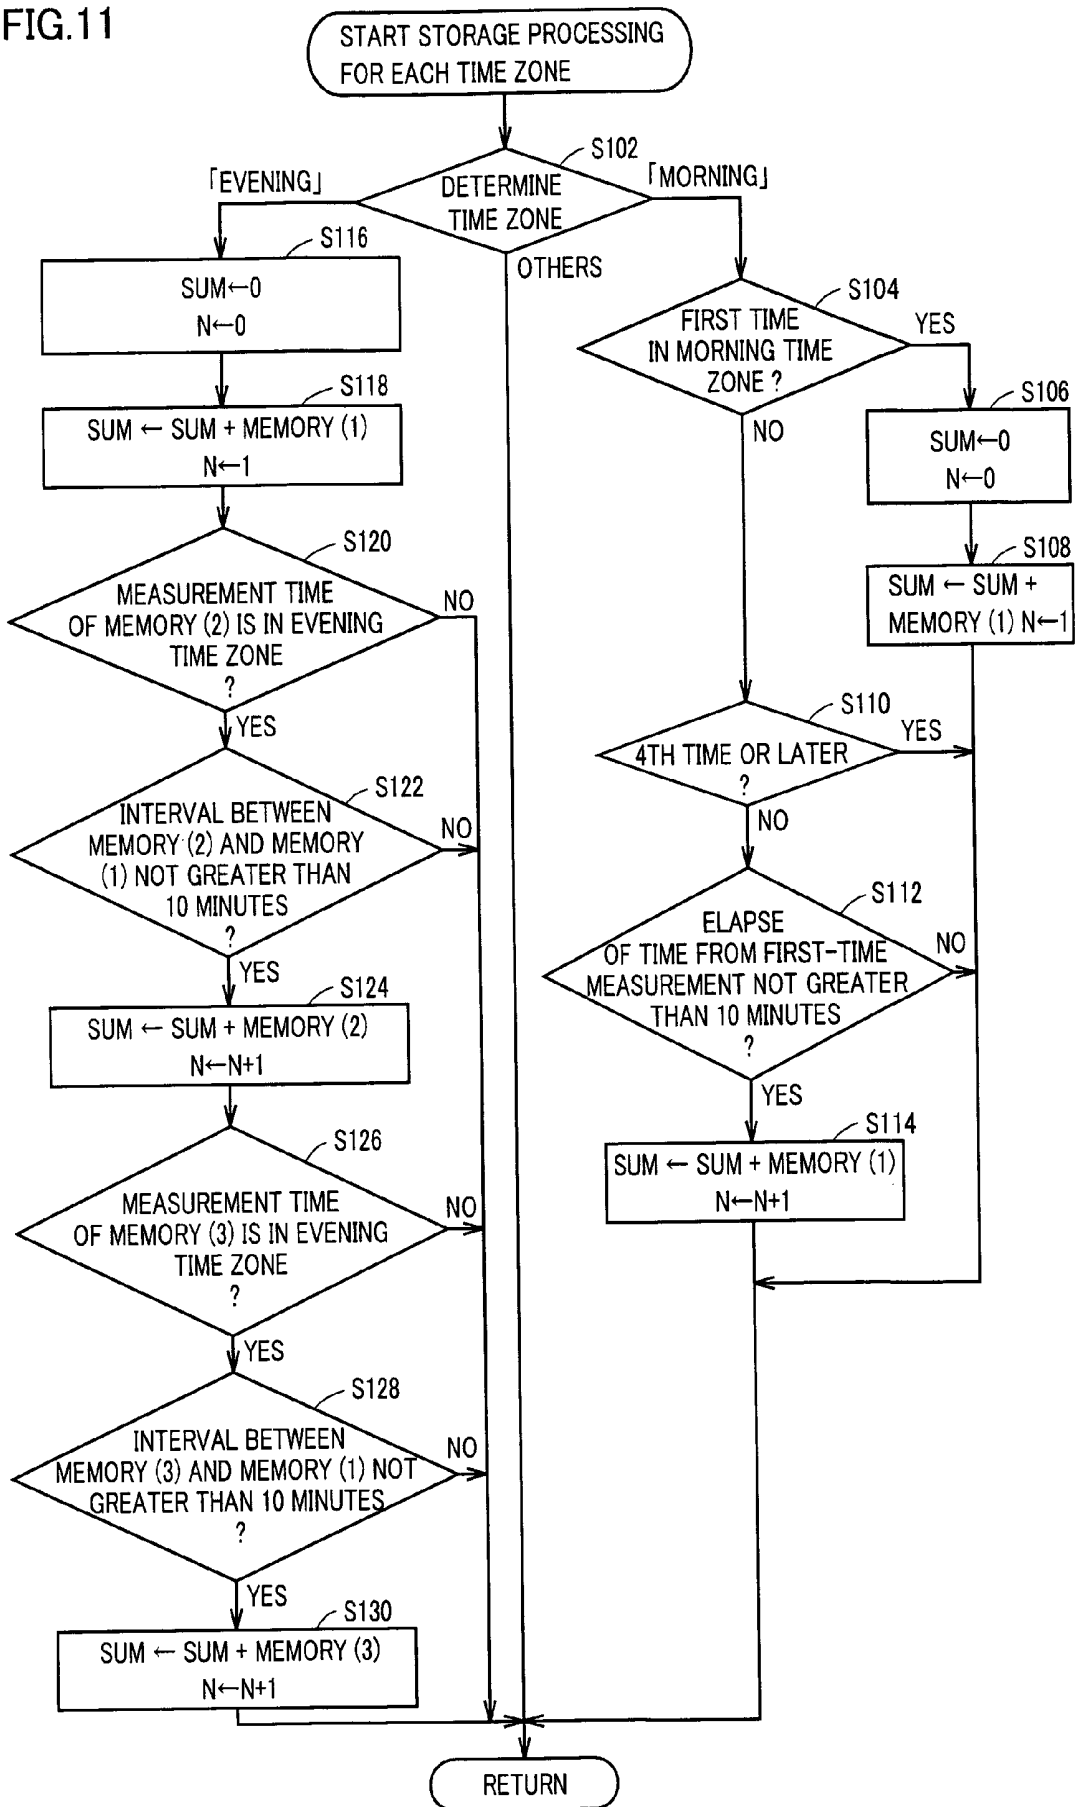 FIG.11
START STORAGE PROCESSING
FOR EACH TIME ZONE
S102
DETERMINE
TIME ZONE
「EVENING」
「MORNING」
OTHERS
S116
SUM←0
N←0
S118
SUM ← SUM + MEMORY (1)
N←1
S120
MEASUREMENT TIME
OF MEMORY (2) IS IN EVENING
TIME ZONE
?
NO
YES
S122
INTERVAL BETWEEN
MEMORY (2) AND MEMORY
(1) NOT GREATER THAN
10 MINUTES
?
NO
YES
S124
SUM ← SUM + MEMORY (2)
N←N+1
S126
MEASUREMENT TIME
OF MEMORY (3) IS IN EVENING
TIME ZONE
?
NO
YES
S128
INTERVAL BETWEEN
MEMORY (3) AND MEMORY (1) NOT
GREATER THAN 10 MINUTES
?
NO
YES
S130
SUM ← SUM + MEMORY (3)
N←N+1
S104
FIRST TIME
IN MORNING TIME
ZONE ?
YES
NO
S106
SUM←0
N←0
S108
SUM ← SUM +
MEMORY (1) N←1
S110
4TH TIME OR LATER
?
YES
NO
S112
ELAPSE
OF TIME FROM FIRST-TIME
MEASUREMENT NOT GREATER
THAN 10 MINUTES
?
NO
YES
S114
SUM ← SUM + MEMORY (1)
N←N+1
RETURN